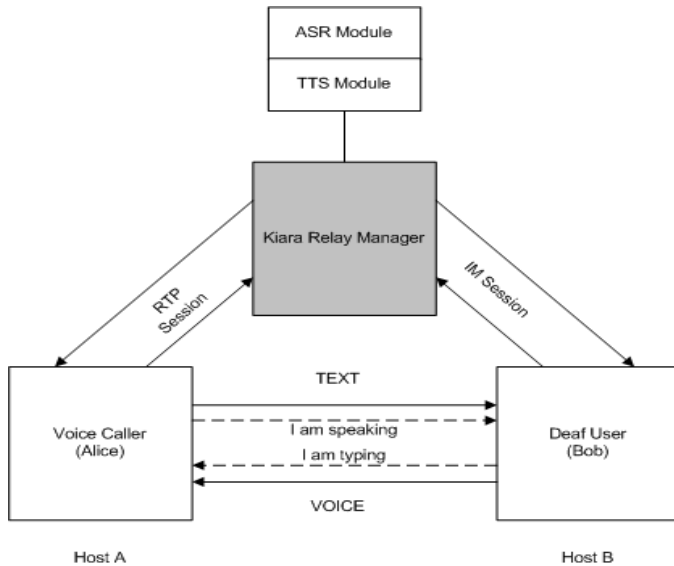 ASR Module
TTS Module
Kiara Relay Manager
RTP
Session
IM Session
Voice Caller
(Alice)
TEXT
I am speaking
I am typing
VOICE
Deaf User
(Bob)
Host A
Host B